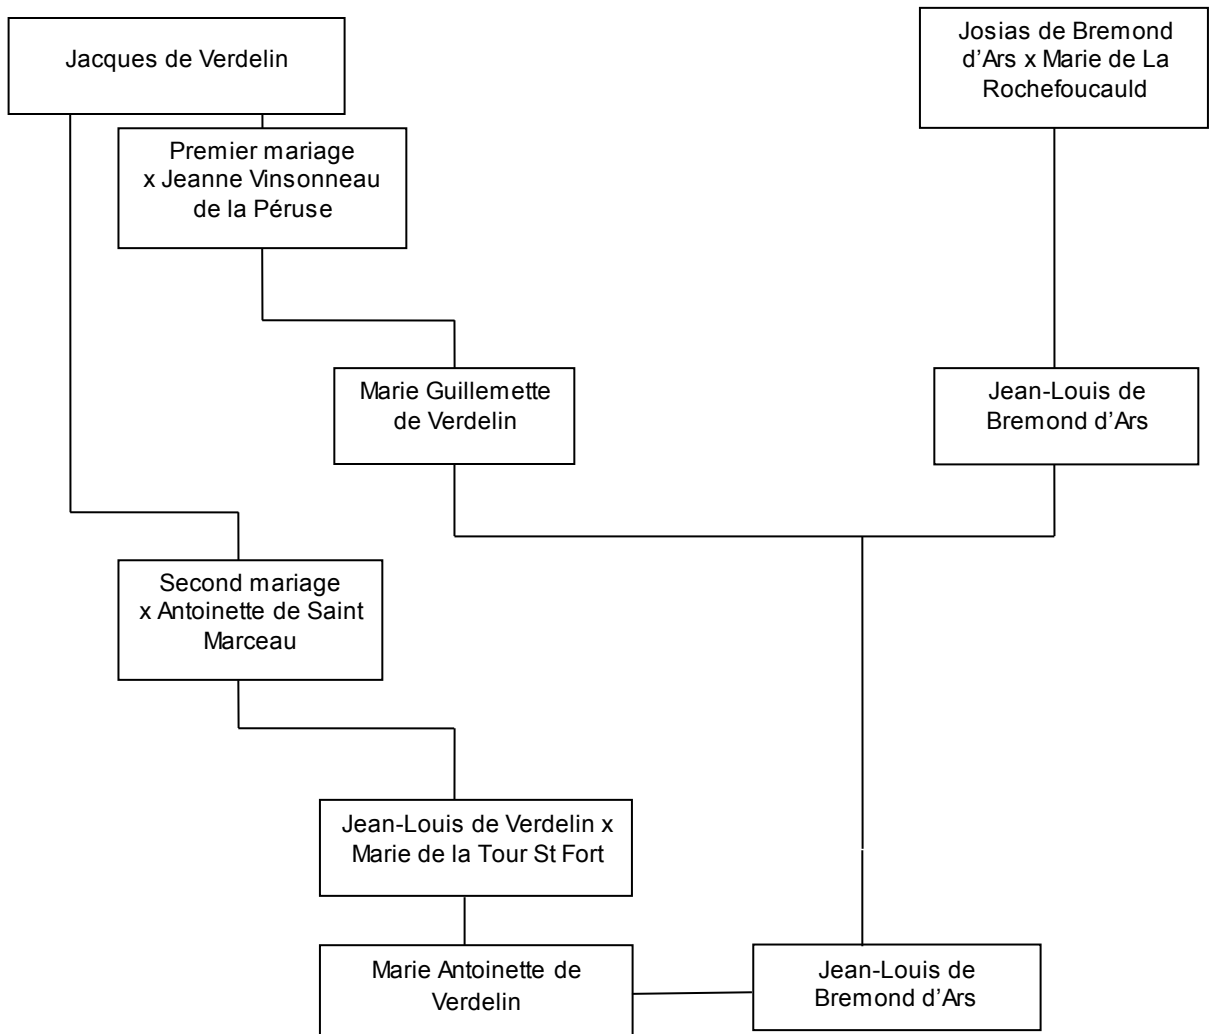 Jacques de Verdelin
Josias de Bremond
d’Ars x Marie de La
Rochefoucauld
Premier mariage
x Jeanne Vinsonneau
de la Péruse
Marie Guillemette
de Verdelin
Jean-Louis de
Bremond d’Ars
Second mariage
x Antoinette de Saint
Marceau
Jean-Louis de Verdelin x
Marie de la Tour St Fort
Marie Antoinette de
Verdelin
Jean-Louis de
Bremond d’Ars